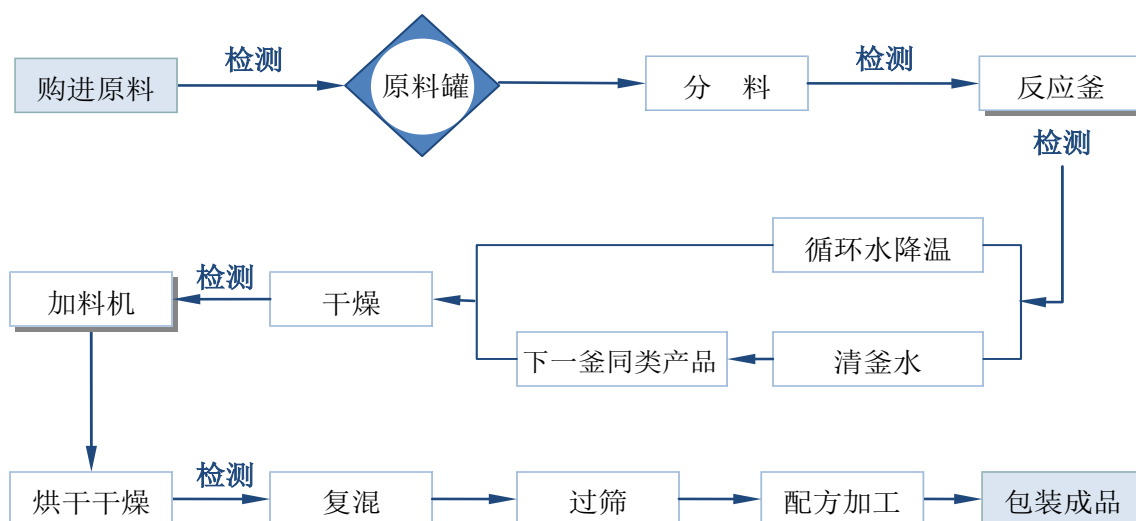 购进原料
检测
原料罐
分 料
检测
反应釜
检测
循环水降温
加料机
检测
干燥
下一釜同类产品
清釜水
烘干干燥
检测
复混
过筛
配方加工
包装成品